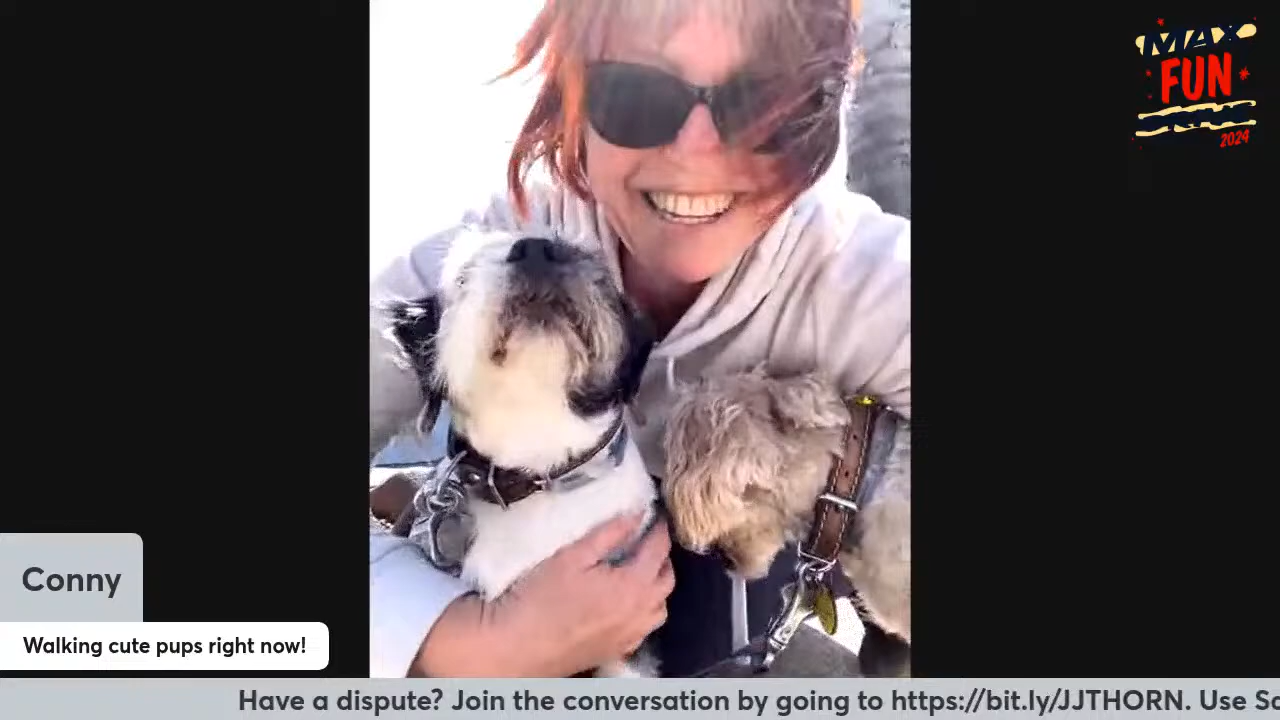 MAX
FUN
2024
Conny
Walking cute pups right now!
Have a dispute? Join the conversation by going to https://bit.ly/JJTHORN. Use